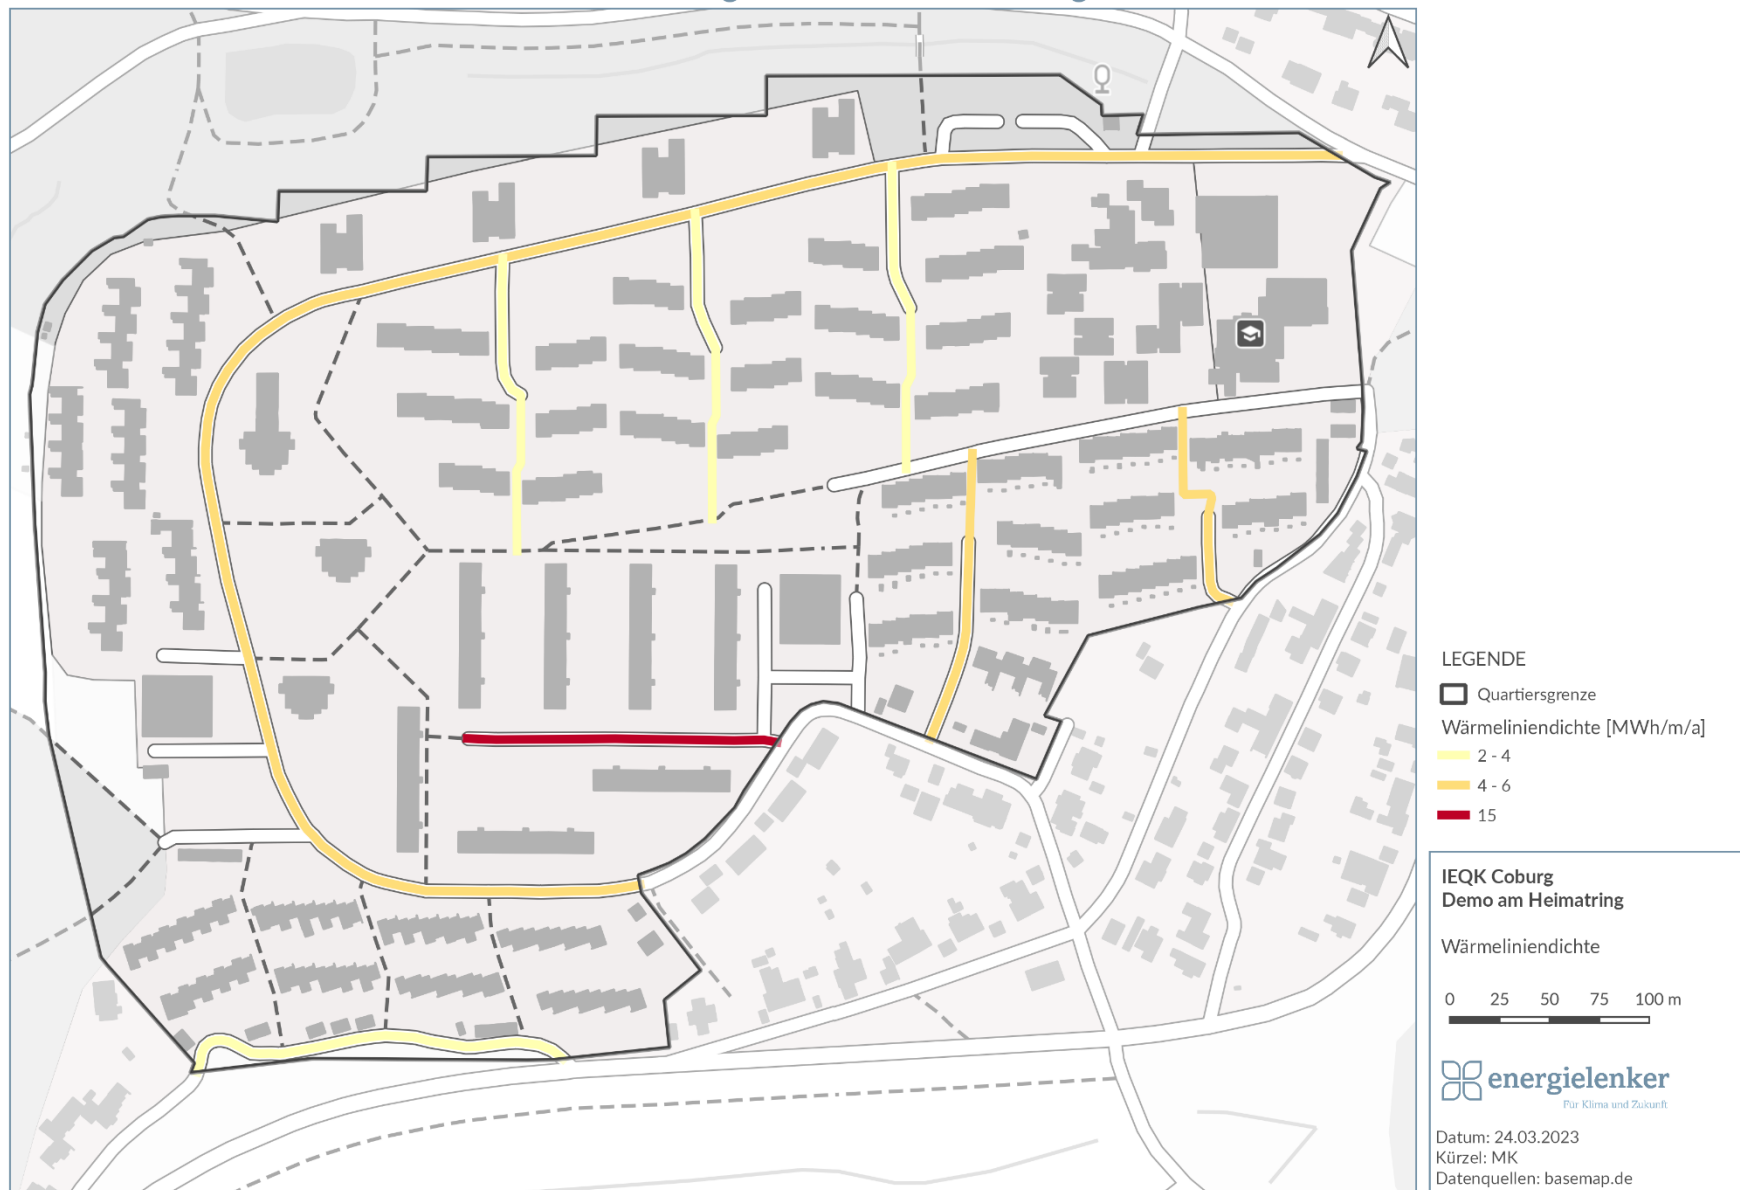 LEGENDE
Quartiersgrenze
Wärmeliniendichte [MWh/m/a]
2 - 4
4 - 6
15
IEQK Coburg
Demo am Heimatring
Wärmeliniendichte
0 25 50 75 100 m
energielenker
Für Klima und Zukunft
Datum: 24.03.2023
Kürzel: MK
Datenquellen: basemap.de